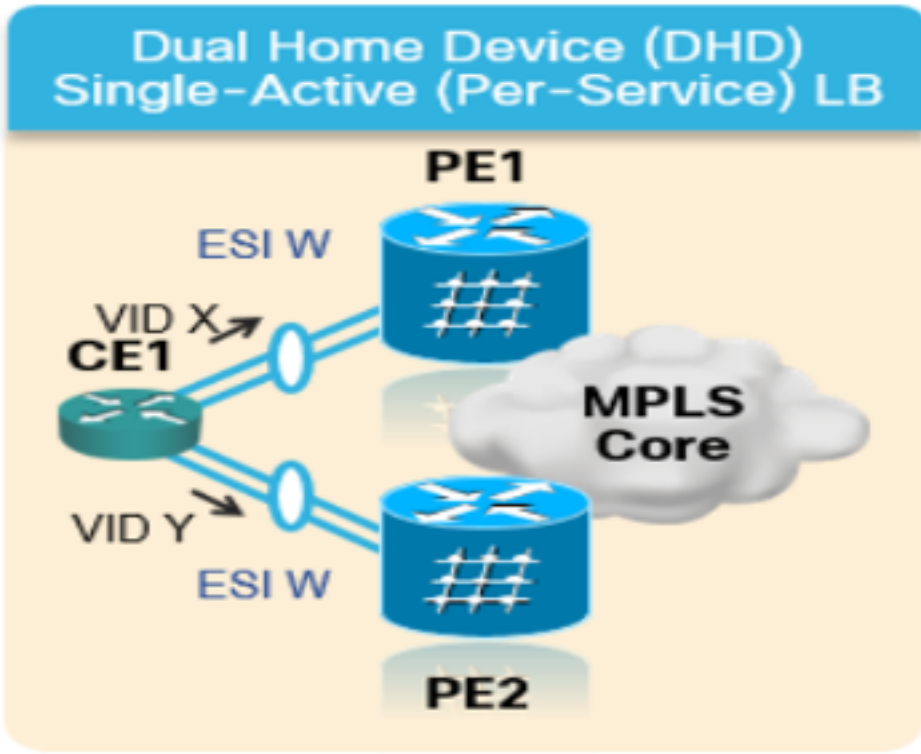 Dual Home Device (DHD)
Single-Active (Per-Service) LB
PE1
ESI W
VID X
CE1
MPLS
Core
VID Y
ESI W
PE2